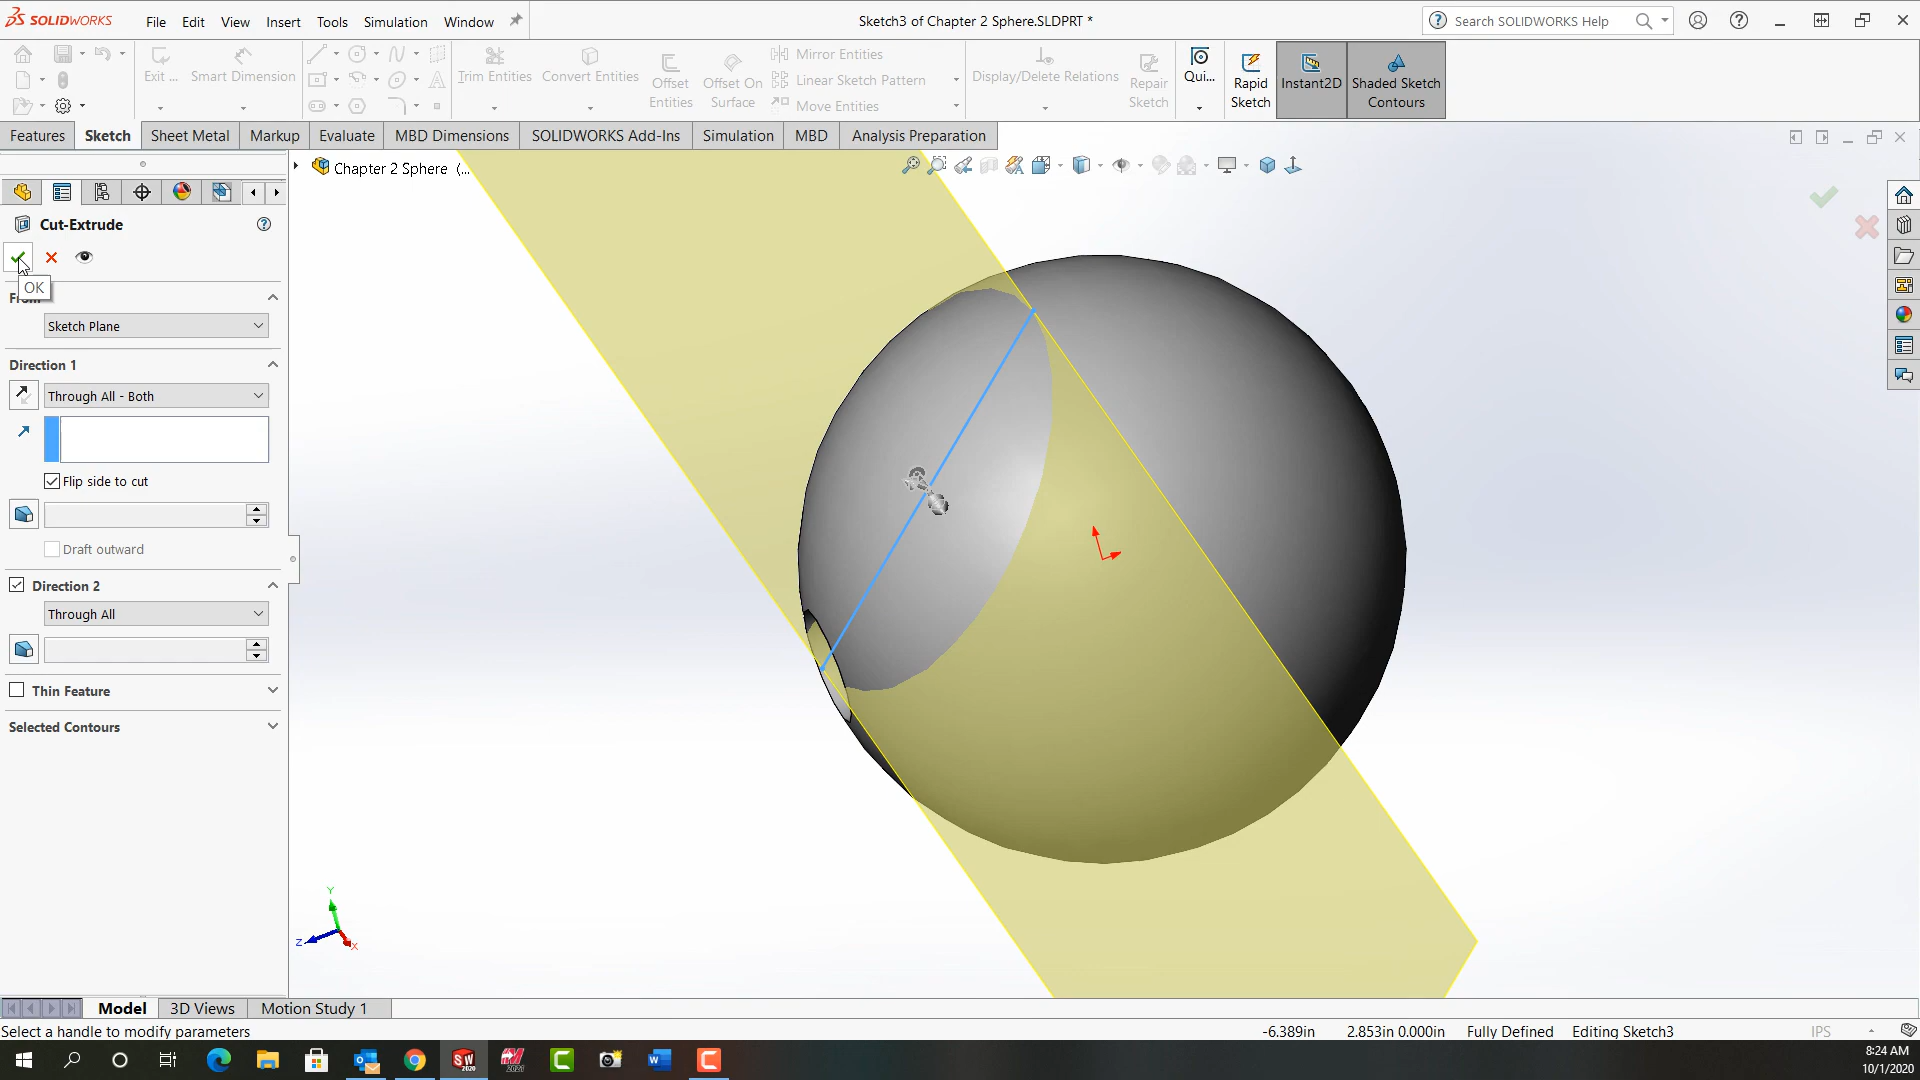 SOLIDWORKS
File Edit View Insert Tools Simulation Window
Sketch3 of Chapter 2 Sphere.SLDPRT *
Search SOLIDWORKS Help
Exit ...
Smart Dimension
Trim Entities
Convert Entities
Offset
Entities
Offset On
Surface
Mirror Entities
Linear Sketch Pattern
Move Entities
Display/Delete Relations
Repair
Sketch
Qui...
Rapid
Sketch
Instant2D
Shaded Sketch
Contours
Features Sketch Sheet Metal Markup Evaluate MBD Dimensions SOLIDWORKS Add-Ins Simulation MBD Analysis Preparation
Chapter 2 Sphere (...
Cut-Extrude
OK
Sketch Plane
Direction 1
Through All - Both
Flip side to cut
Draft outward
Direction 2
Through All
Thin Feature
Selected Contours
Y
Z
X
Model 3D Views Motion Study 1
Select a handle to modify parameters
-6.389in 2.853in 0.000in Fully Defined Editing Sketch3 IPS
SW
2020
2021
8:24 AM
10/1/2020